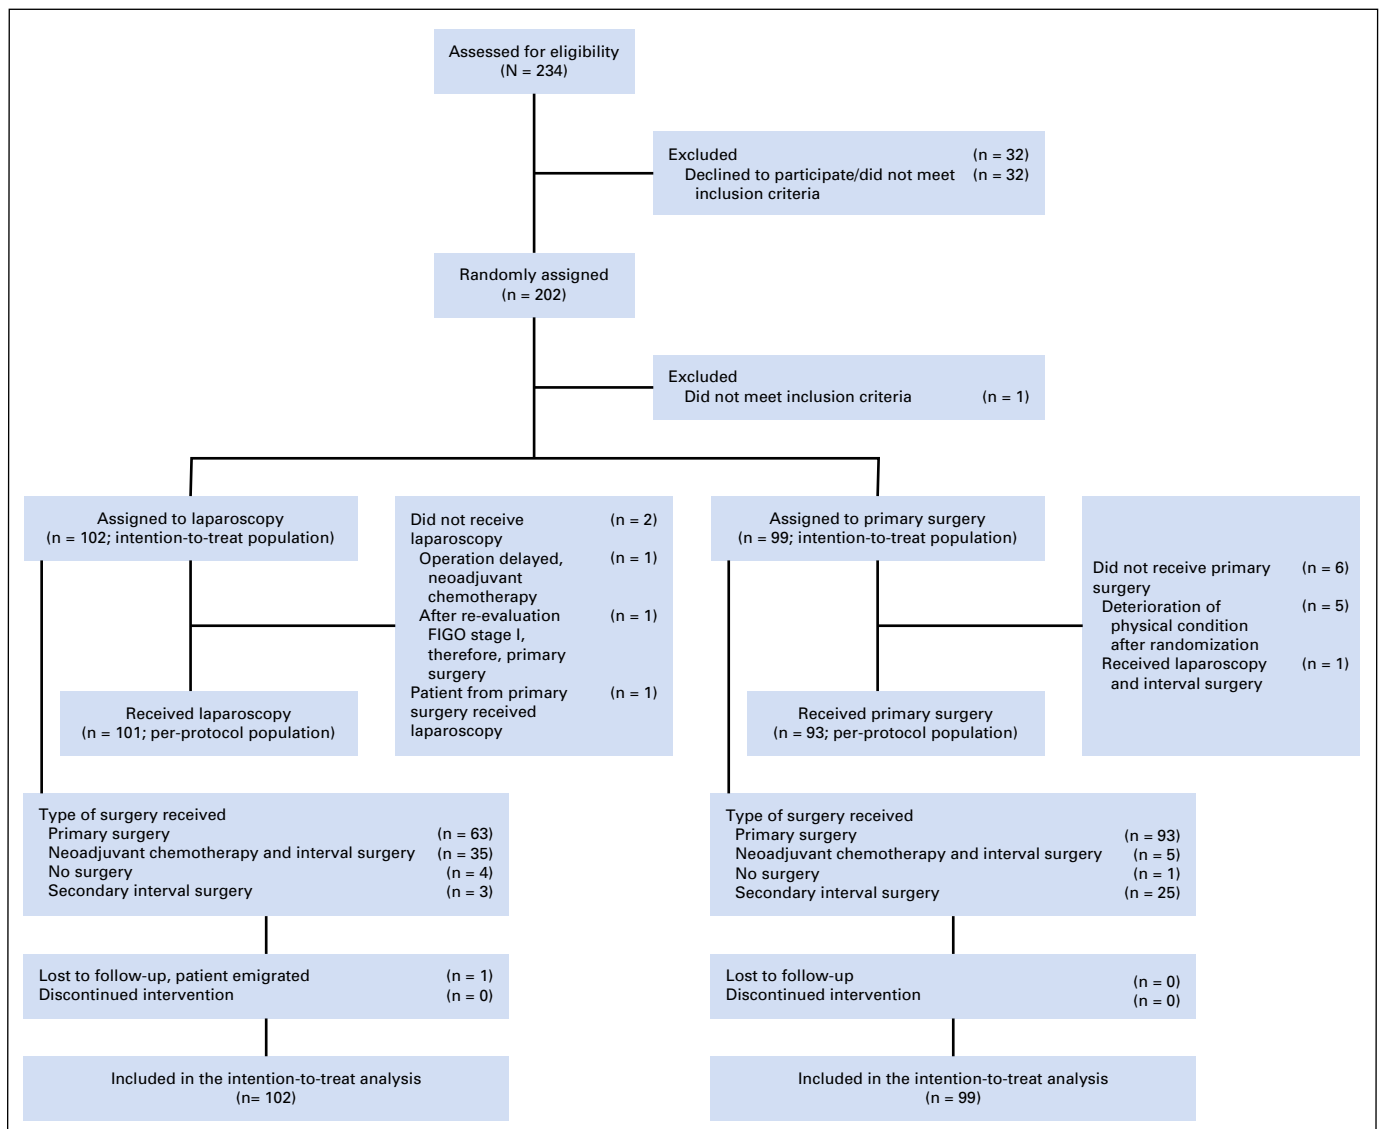 Assessed for eligibility
(N = 234)
Excluded (n = 32)
Declined to participate/did not meet (n = 32)
inclusion criteria
Randomly assigned
(n = 202)
Excluded
Did not meet inclusion criteria (n = 1)
Assigned to laparoscopy
(n = 102; intention-to-treat population)
Did not receive (n = 2)
laparoscopy
Operation delayed, (n = 1)
neoadjuvant
chemotherapy
After re-evaluation (n = 1)
FIGO stage I,
therefore, primary
surgery
Patient from primary (n = 1)
surgery received
laparoscopy
Received laparoscopy
(n = 101; per-protocol population)
Assigned to primary surgery
(n = 99; intention-to-treat population)
Did not receive primary (n = 6)
surgery
Deterioration of (n = 5)
physical condition
after randomization
Received laparoscopy (n = 1)
and interval surgery
Received primary surgery
(n = 93; per-protocol population)
Type of surgery received
Primary surgery (n = 63)
Neoadjuvant chemotherapy and interval surgery (n = 35)
No surgery (n = 4)
Secondary interval surgery (n = 3)
Type of surgery received
Primary surgery (n = 93)
Neoadjuvant chemotherapy and interval surgery (n = 5)
No surgery (n = 1)
Secondary interval surgery (n = 25)
Lost to follow-up, patient emigrated (n = 1)
Discontinued intervention (n = 0)
Lost to follow-up (n = 0)
Discontinued intervention (n = 0)
Included in the intention-to-treat analysis
(n= 102)
Included in the intention-to-treat analysis
(n = 99)